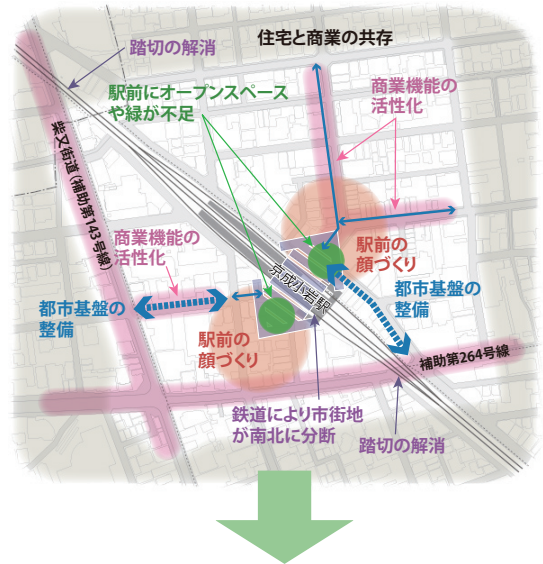 踏切の解消
住宅と商業の共存
駅前にオープンスペース
や緑が不足
商業機能の
活性化
柴又街道(補助第143号線)
商業機能の
活性化
駅前の
顔づくり
京成小岩駅
都市基盤の
整備
都市基盤の
整備
駅前の
顔づくり
補助第264号線
鉄道により市街地
が南北に分断
踏切の解消